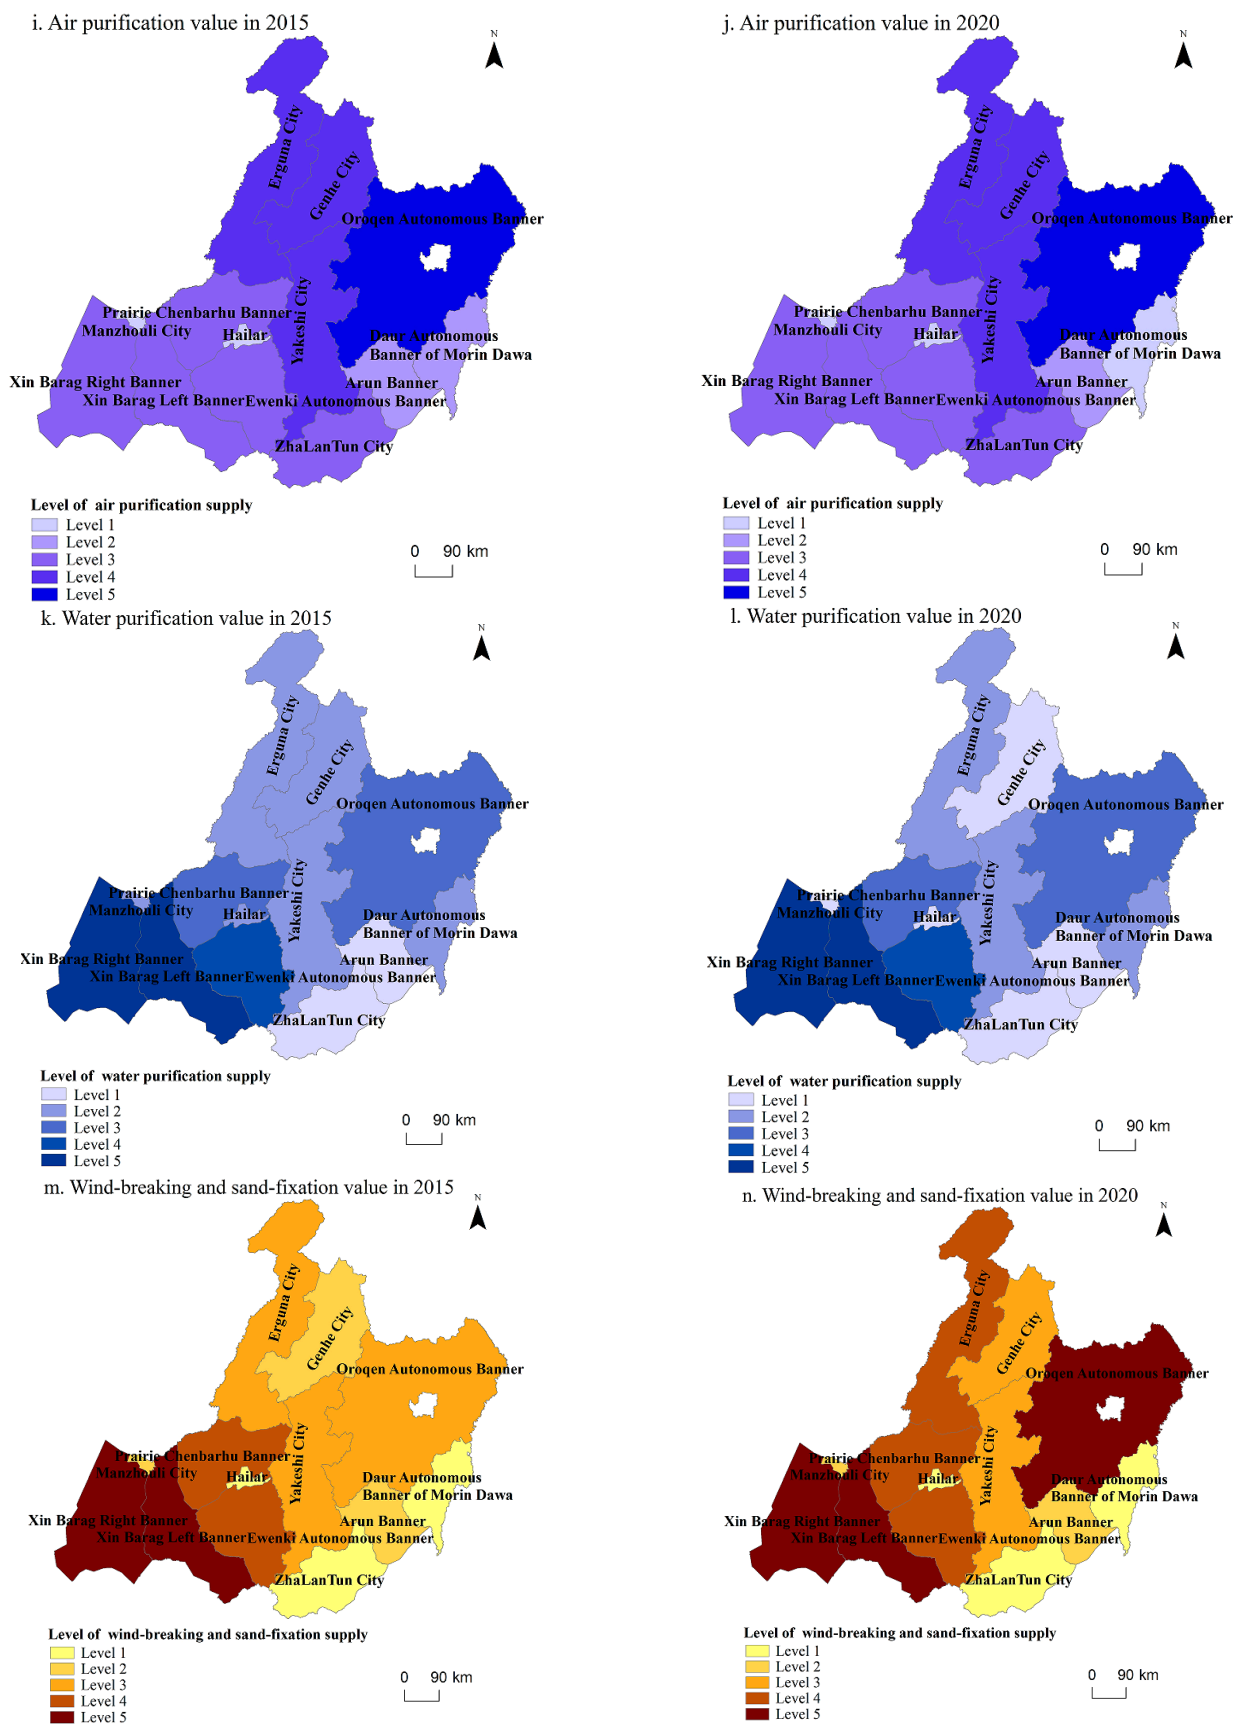 i. Air purification value in 2015
N
Erguna City
Genhe City
Oroqen Autonomous Banner
Prairie Chenbarhu Banner
Manzhouli City
Hailar
Yakeshi City
Daur Autonomous
Banner of Morin Dawa
Xin Barag Right Banner
Arun Banner
Xin Barag Left Banner
Ewenki Autonomous Banner
ZhaLanTun City
Level of air purification supply
Level 1
Level 2
Level 3
Level 4
Level 5
0 90 km
j. Air purification value in 2020
N
Erguna City
Genhe City
Oroqen Autonomous Banner
Prairie Chenbarhu Banner
Manzhouli City
Hailar
Yakeshi City
Daur Autonomous
Banner of Morin Dawa
Xin Barag Right Banner
Arun Banner
Xin Barag Left Banner
Ewenki Autonomous Banner
ZhaLanTun City
Level of air purification supply
Level 1
Level 2
Level 3
Level 4
Level 5
0 90 km
k. Water purification value in 2015
N
Erguna City
Genhe City
Oroqen Autonomous Banner
Prairie Chenbarhu Banner
Manzhouli City
Hailar
Yakeshi City
Daur Autonomous
Banner of Morin Dawa
Xin Barag Right Banner
Arun Banner
Xin Barag Left Banner
Ewenki Autonomous Banner
ZhaLanTun City
Level of water purification supply
Level 1
Level 2
Level 3
Level 4
Level 5
0 90 km
l. Water purification value in 2020
N
Erguna City
Genhe City
Oroqen Autonomous Banner
Prairie Chenbarhu Banner
Manzhouli City
Hailar
Yakeshi City
Daur Autonomous
Banner of Morin Dawa
Xin Barag Right Banner
Arun Banner
Xin Barag Left Banner
Ewenki Autonomous Banner
ZhaLanTun City
Level of water purification supply
Level 1
Level 2
Level 3
Level 4
Level 5
0 90 km
m. Wind-breaking and sand-fixation value in 2015
N
Erguna City
Genhe City
Oroqen Autonomous Banner
Prairie Chenbarhu Banner
Manzhouli City
Hailar
Yakeshi City
Daur Autonomous
Banner of Morin Dawa
Xin Barag Right Banner
Arun Banner
Xin Barag Left Banner
Ewenki Autonomous Banner
ZhaLanTun City
Level of wind-breaking and sand-fixation supply
Level 1
Level 2
Level 3
Level 4
Level 5
0 90 km
n. Wind-breaking and sand-fixation value in 2020
N
Erguna City
Genhe City
Oroqen Autonomous Banner
Prairie Chenbarhu Banner
Manzhouli City
Hailar
Yakeshi City
Daur Autonomous
Banner of Morin Dawa
Xin Barag Right Banner
Arun Banner
Xin Barag Left Banner
Ewenki Autonomous Banner
ZhaLanTun City
Level of wind-breaking and sand-fixation supply
Level 1
Level 2
Level 3
Level 4
Level 5
0 90 km